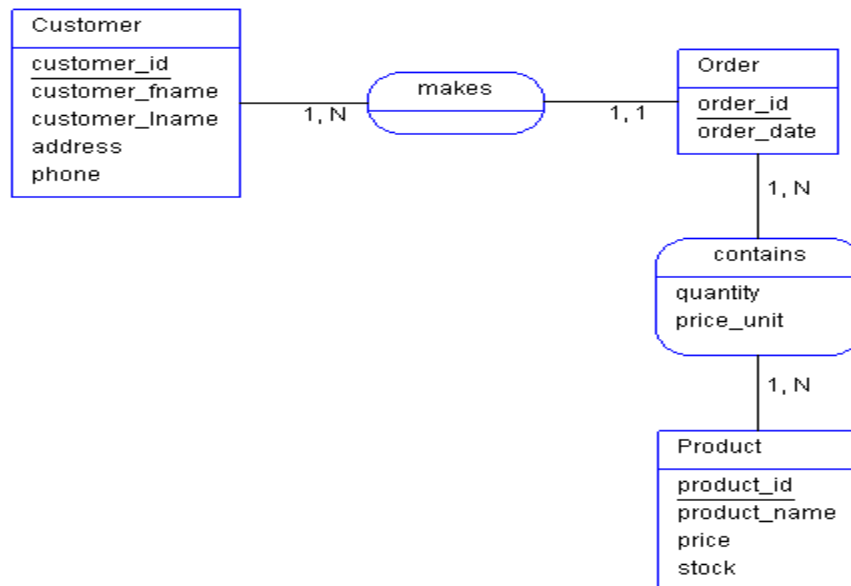 Customer
customer_id
customer_fname
customer_lname
address
phone
1, N
makes
1, 1
Order
order_id
order_date
1, N
contains
quantity
price_unit
1, N
Product
product_id
product_name
price
stock